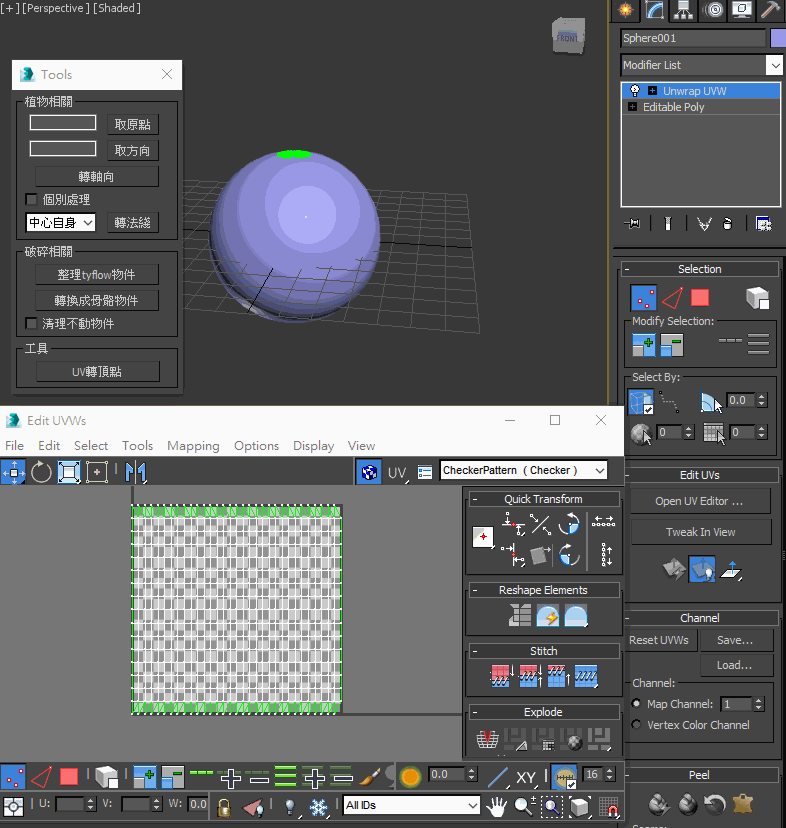 [+] [Perspective] [Shaded]
FRONT
Tools
植物相關
取原點
取方向
轉軸向
個別處理
中心自身
轉法綫
破碎相關
整理tyflow物件
轉換成骨骼物件
清理不動物件
工具
UV轉頂點
Sphere001
Modifier List
Unwrap UVW
Editable Poly
Selection
Modify Selection:
Select By:
0.0
0
0
Edit UVs
Open UV Editor ...
Tweak In View
Channel
Reset UVWs
Save...
Load...
Channel:
Map Channel: 1
Vertex Color Channel
Peel
Edit UVWs
File Edit Select Tools Mapping Options Display View
UV
CheckerPattern ( Checker )
Quick Transform
Reshape Elements
Stitch
Explode
0.0
XY
16
U:
V:
W: 0.0
All IDs